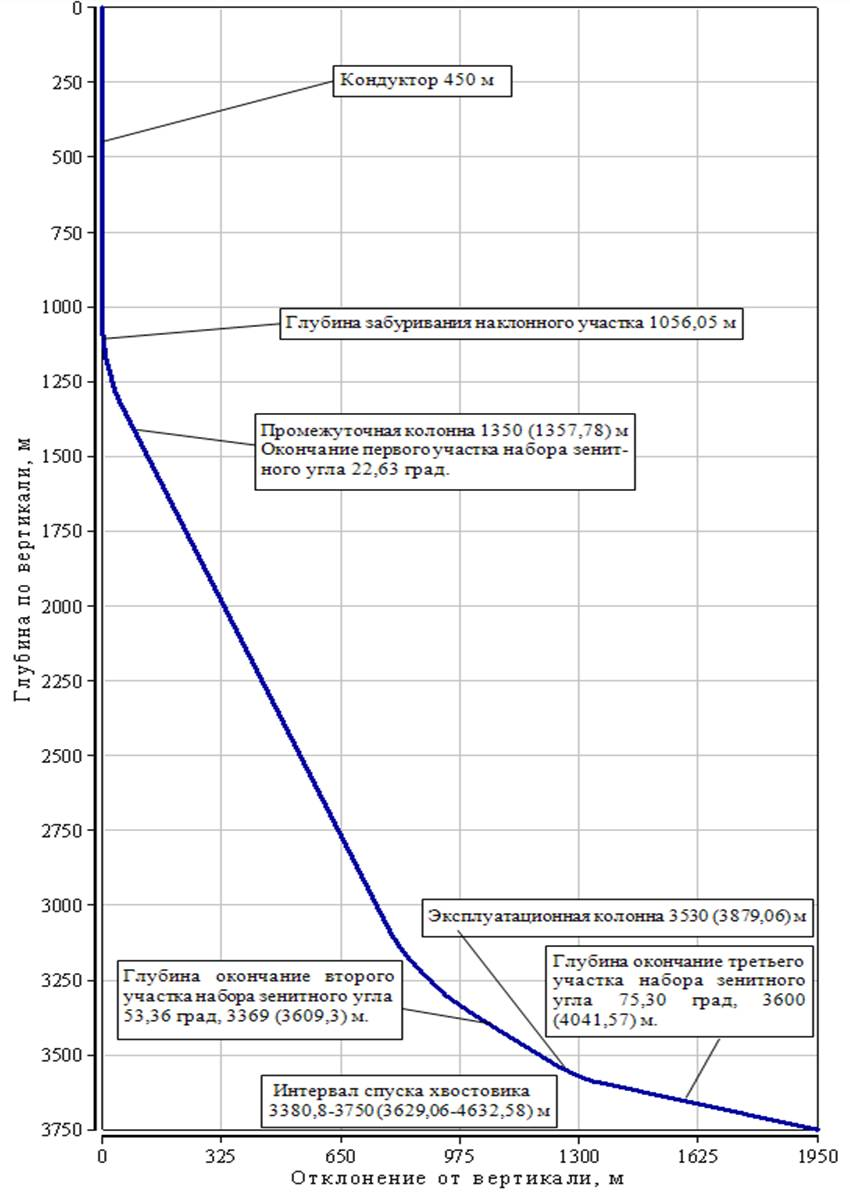 0
250
500
750
1000
1250
1500
1750
2000
2250
2500
2750
3000
3250
3500
3750
Глубина по вертикали, м
Кондуктор 450 м
Глубина забуривания наклонного участка 1056,05 м
Промежуточная колонна 1350 (1357,78) м
Окончание первого участка набора зенит-
ного угла 22,63 град.
Эксплуатационная колонна 3530 (3879,06) м
Глубина окончание второго
участка набора зенитного угла
53,36 град, 3369 (3609,3) м.
Глубина окончание третьего
участка набора зенитного
угла 75,30 град, 3600
(4041,57) м.
Интервал спуска хвостовика
3380,8-3750 (3629,06-4632,58) м
0 325 650 975 1300 1625 1950
Отклонение от вертикали, м